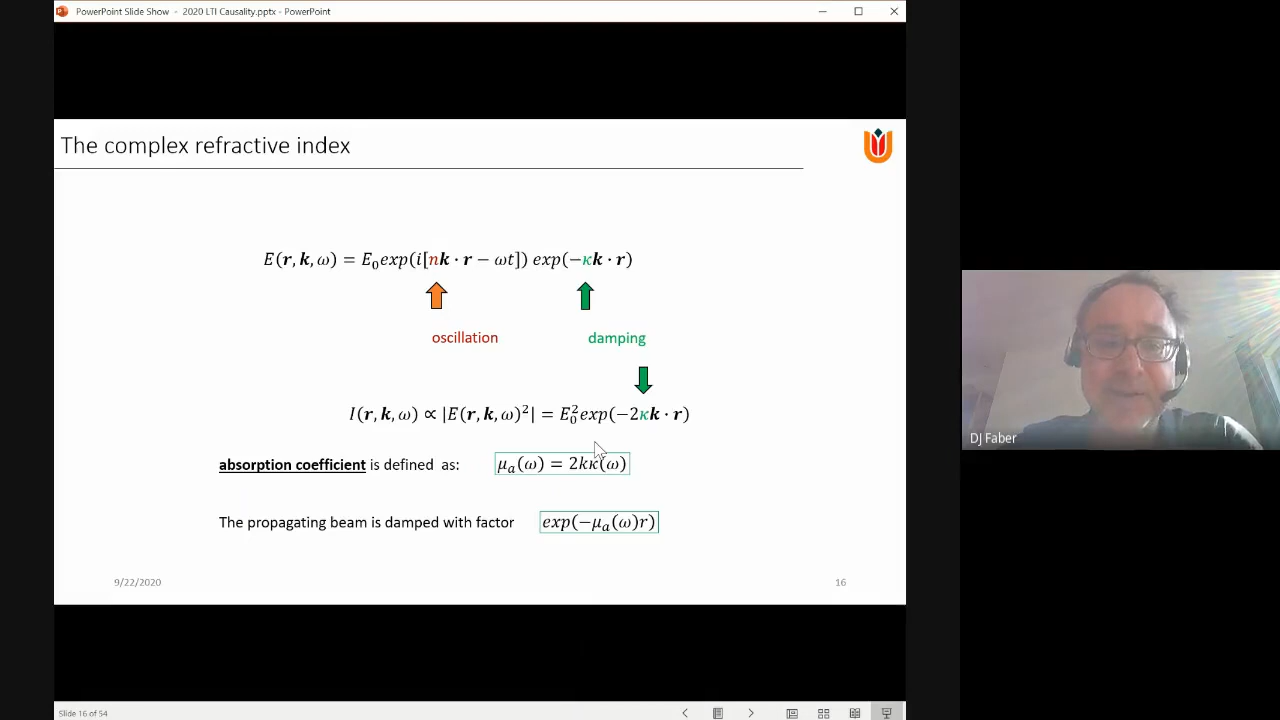 PowerPoint Slide Show - 2020 LTI Causality.pptx - PowerPoint
The complex refractive index
E(r, k, ω) = E₀exp(i[nk · r − ωt]) exp(−κk · r)
oscillation
damping
I(r, k, ω) ∝ |E(r, k, ω)²| = E₀²exp(−2κk · r)
absorption coefficient is defined as: μₐ(ω) = 2kκ(ω)
The propagating beam is damped with factor exp(−μₐ(ω)r)
9/22/2020
16
DJ Faber
Slide 16 of 54